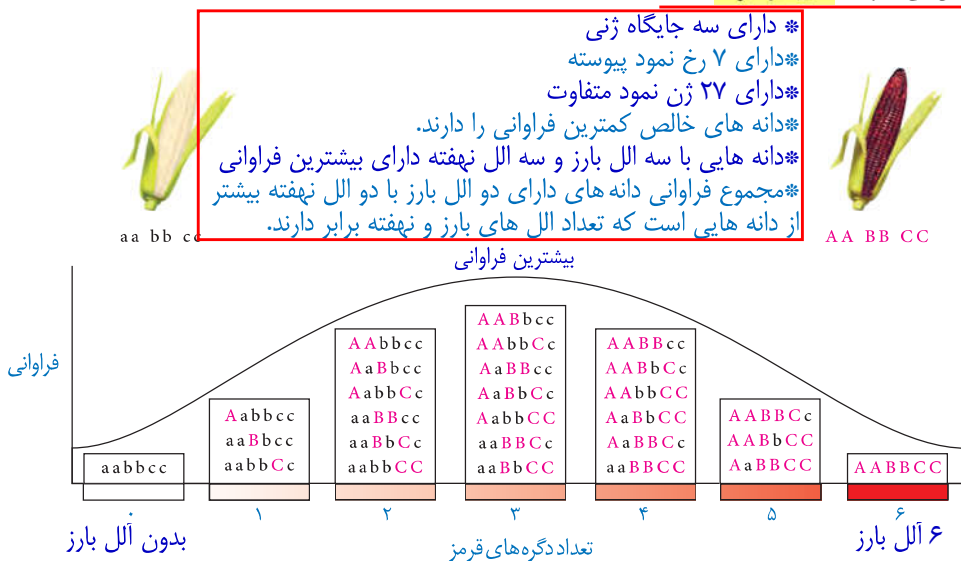 * دارای سه جایگاه ژنی
*دارای ۷ رخ نمود پیوسته
*دارای ۲۷ ژن نمود متفاوت
*دانه های خالص کمترین فراوانی را دارند.
*دانه هایی با سه الل بارز و سه الل نهفته دارای بیشترین فراوانی
*مجموع فراوانی دانه های دارای دو الل بارز با دو الل نهفته بیشتر
از دانه هایی است که تعداد الل های بارز و نهفته برابر دارند.
aa bb cc
AA BB CC
بیشترین فراوانی
فراوانی
aabbcc
Aabbcc
aaBbcc
aabbCc
AAbbcc
AaBbcc
AabbCc
aaBBcc
aaBbCc
aabbCC
AABbcc
AAbbCc
AaBBcc
AaBbCc
AabbCC
aaBBCc
aaBbCC
AABBcc
AABbCc
AAbbCC
AaBbCC
AaBBCc
aaBBCC
AABBCc
AABbCC
AaBBCC
AABBCC
۰ ۱ ۲ ۳ ۴ ۵ ۶
بدون آلل بارز
تعداد دگره‌های قرمز
۶ آلل بارز